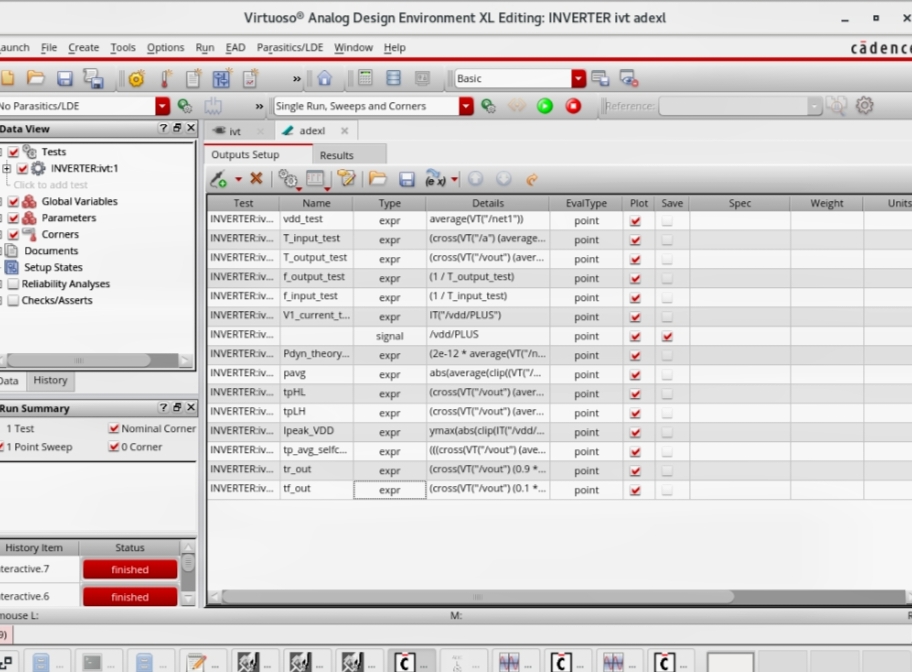 Virtuoso® Analog Design Environment XL Editing: INVERTER ivt adexl
aunch File Create Tools Options Run EAD Parasitics/LDE Window Help
cādence
» Basic
No Parasitics/LDE » Single Run, Sweeps and Corners Reference:
Data View ? ivt adexl
Outputs Setup Results
Tests
INVERTER:ivt:1
Click to add test
Global Variables
Parameters
Corners
Documents
Setup States
Reliability Analyses
Checks/Asserts
Data History
Run Summary ?
1 Test Nominal Corner
1 Point Sweep 0 Corner
History Item Status
teractive.7 finished
teractive.6 finished
Test Name Type Details EvalType Plot Save Spec Weight Units
INVERTER:iv... vdd_test expr average(VT("/net1")) point
INVERTER:iv... T_input_test expr (cross(VT("/a") (average... point
INVERTER:iv... T_output_test expr (cross(VT("/vout") (aver... point
INVERTER:iv... f_output_test expr (1 / T_output_test) point
INVERTER:iv... f_input_test expr (1 / T_input_test) point
INVERTER:iv... V1_current_t... expr IT("/vdd/PLUS") point
INVERTER:iv... signal /vdd/PLUS point
INVERTER:iv... Pdyn_theory... expr (2e-12 * average(VT("/n... point
INVERTER:iv... pavg expr abs(average(clip((VT("/... point
INVERTER:iv... tpHL expr (cross(VT("/vout") (aver... point
INVERTER:iv... tpLH expr (cross(VT("/vout") (aver... point
INVERTER:iv... Ipeak_VDD expr ymax(abs(clip(IT("/vdd/... point
INVERTER:iv... tp_avg_selfc... expr (((cross(VT("/vout") (ave... point
INVERTER:iv... tr_out expr (cross(VT("/vout") (0.9 *... point
INVERTER:iv... tf_out expr (cross(VT("/vout") (0.1 *... point
mouse L: M:
9)